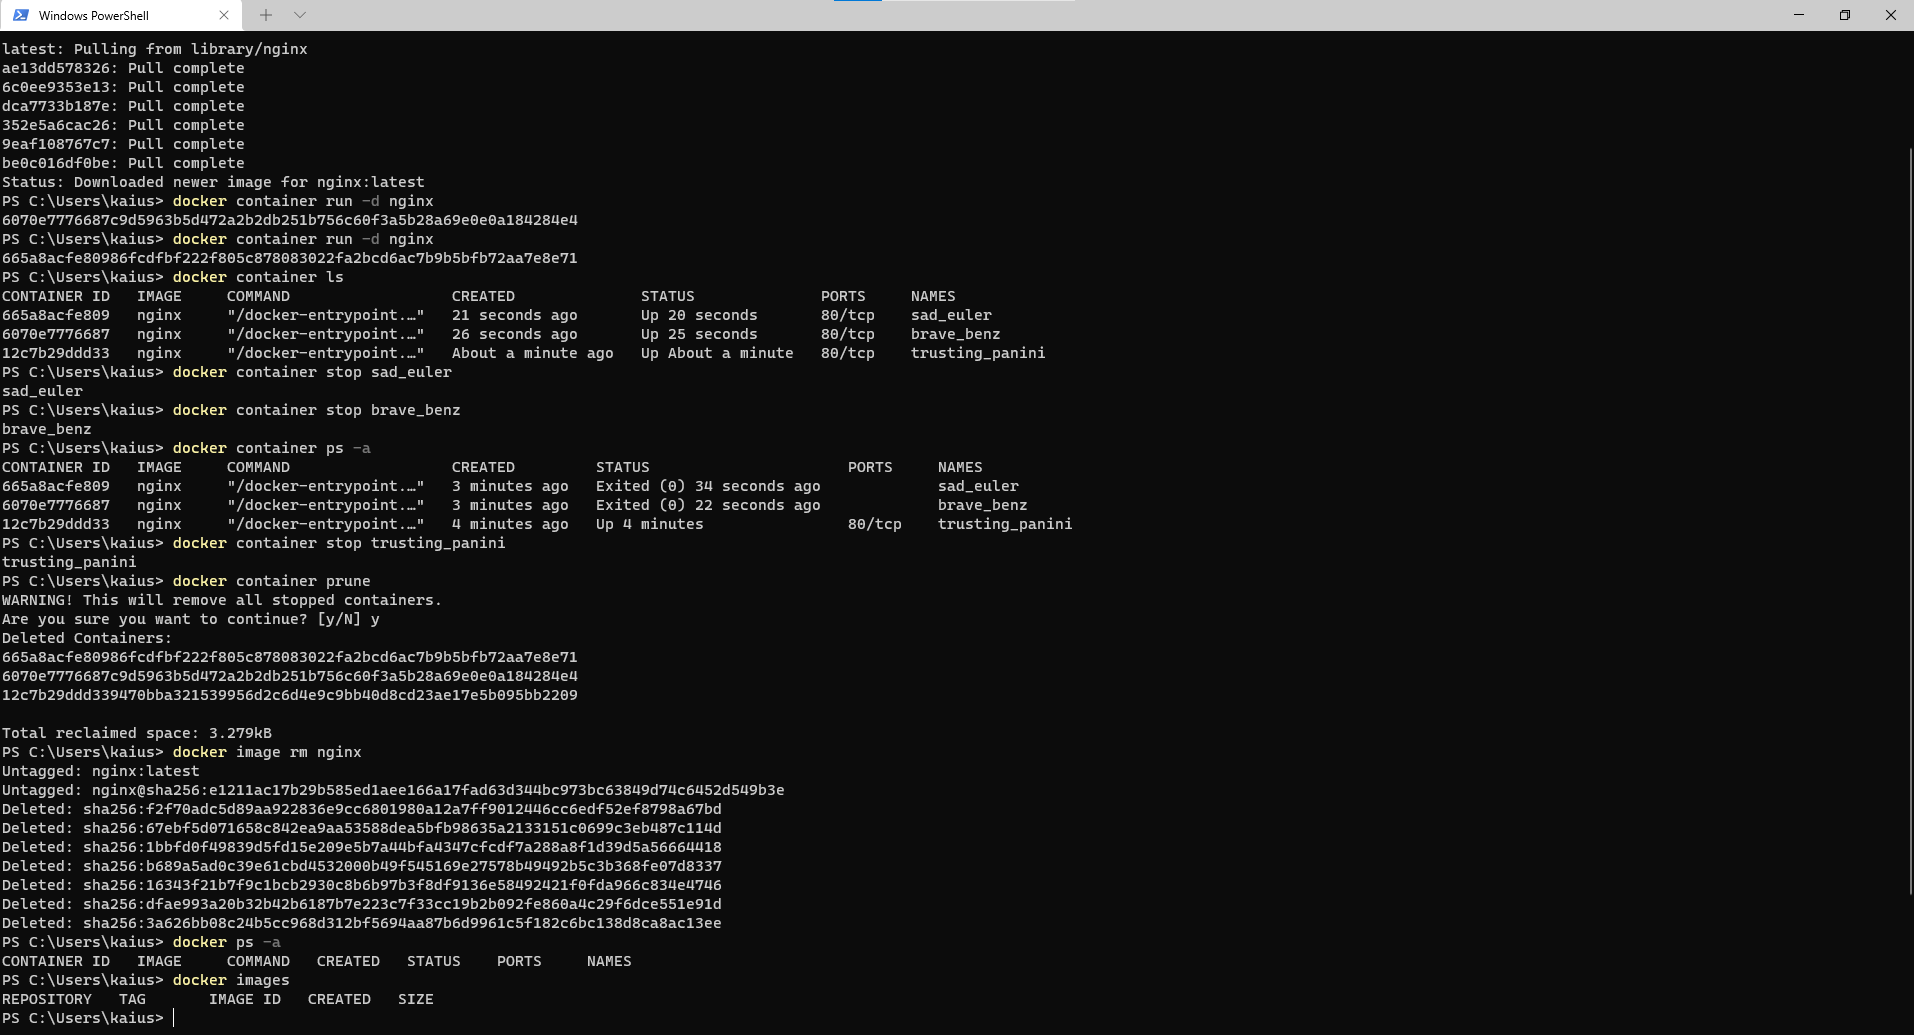 Windows PowerShell
latest: Pulling from library/nginx
ae13dd578326: Pull complete
6c0ee9353e13: Pull complete
dca7733b187e: Pull complete
352e5a6cac26: Pull complete
9eaf108767c7: Pull complete
be0c016df0be: Pull complete
Status: Downloaded newer image for nginx:latest
PS C:\Users\kaius> docker container run -d nginx
6070e7776687c9d5963b5d472a2b2db251b756c60f3a5b28a69e0e0a184284e4
PS C:\Users\kaius> docker container run -d nginx
665a8acfe80986fcdfbf222f805c878083022fa2bcd6ac7b9b5bfb72aa7e8e71
PS C:\Users\kaius> docker container ls
CONTAINER ID   IMAGE     COMMAND                  CREATED              STATUS              PORTS     NAMES
665a8acfe809   nginx     "/docker-entrypoint.…"   21 seconds ago       Up 20 seconds       80/tcp    sad_euler
6070e7776687   nginx     "/docker-entrypoint.…"   26 seconds ago       Up 25 seconds       80/tcp    brave_benz
12c7b29ddd33   nginx     "/docker-entrypoint.…"   About a minute ago   Up About a minute   80/tcp    trusting_panini
PS C:\Users\kaius> docker container stop sad_euler
sad_euler
PS C:\Users\kaius> docker container stop brave_benz
brave_benz
PS C:\Users\kaius> docker container ps -a
CONTAINER ID   IMAGE     COMMAND                  CREATED         STATUS                      PORTS     NAMES
665a8acfe809   nginx     "/docker-entrypoint.…"   3 minutes ago   Exited (0) 34 seconds ago             sad_euler
6070e7776687   nginx     "/docker-entrypoint.…"   3 minutes ago   Exited (0) 22 seconds ago             brave_benz
12c7b29ddd33   nginx     "/docker-entrypoint.…"   4 minutes ago   Up 4 minutes                80/tcp    trusting_panini
PS C:\Users\kaius> docker container stop trusting_panini
trusting_panini
PS C:\Users\kaius> docker container prune
WARNING! This will remove all stopped containers.
Are you sure you want to continue? [y/N] y
Deleted Containers:
665a8acfe80986fcdfbf222f805c878083022fa2bcd6ac7b9b5bfb72aa7e8e71
6070e7776687c9d5963b5d472a2b2db251b756c60f3a5b28a69e0e0a184284e4
12c7b29ddd339470bba321539956d2c6d4e9c9bb40d8cd23ae17e5b095bb2209
Total reclaimed space: 3.279kB
PS C:\Users\kaius> docker image rm nginx
Untagged: nginx:latest
Untagged: nginx@sha256:e1211ac17b29b585ed1aee166a17fad63d344bc973bc63849d74c6452d549b3e
Deleted: sha256:f2f70adc5d89aa922836e9cc6801980a12a7ff9012446cc6edf52ef8798a67bd
Deleted: sha256:67ebf5d071658c842ea9aa53588dea5bfb98635a2133151c0699c3eb487c114d
Deleted: sha256:1bbfd0f49839d5fd15e209e5b7a44bfa4347cfcdf7a288a8f1d39d5a56664418
Deleted: sha256:b689a5ad0c39e61cbd4532000b49f545169e27578b49492b5c3b368fe07d8337
Deleted: sha256:16343f21b7f9c1bcb2930c8b6b97b3f8df9136e58492421f0fda966c834e4746
Deleted: sha256:dfae993a20b32b42b6187b7e223c7f33cc19b2b092fe860a4c29f6dce551e91d
Deleted: sha256:3a626bb08c24b5cc968d312bf5694aa87b6d9961c5f182c6bc138d8ca8ac13ee
PS C:\Users\kaius> docker ps -a
CONTAINER ID   IMAGE     COMMAND   CREATED   STATUS    PORTS     NAMES
PS C:\Users\kaius> docker images
REPOSITORY   TAG       IMAGE ID   CREATED   SIZE
PS C:\Users\kaius>